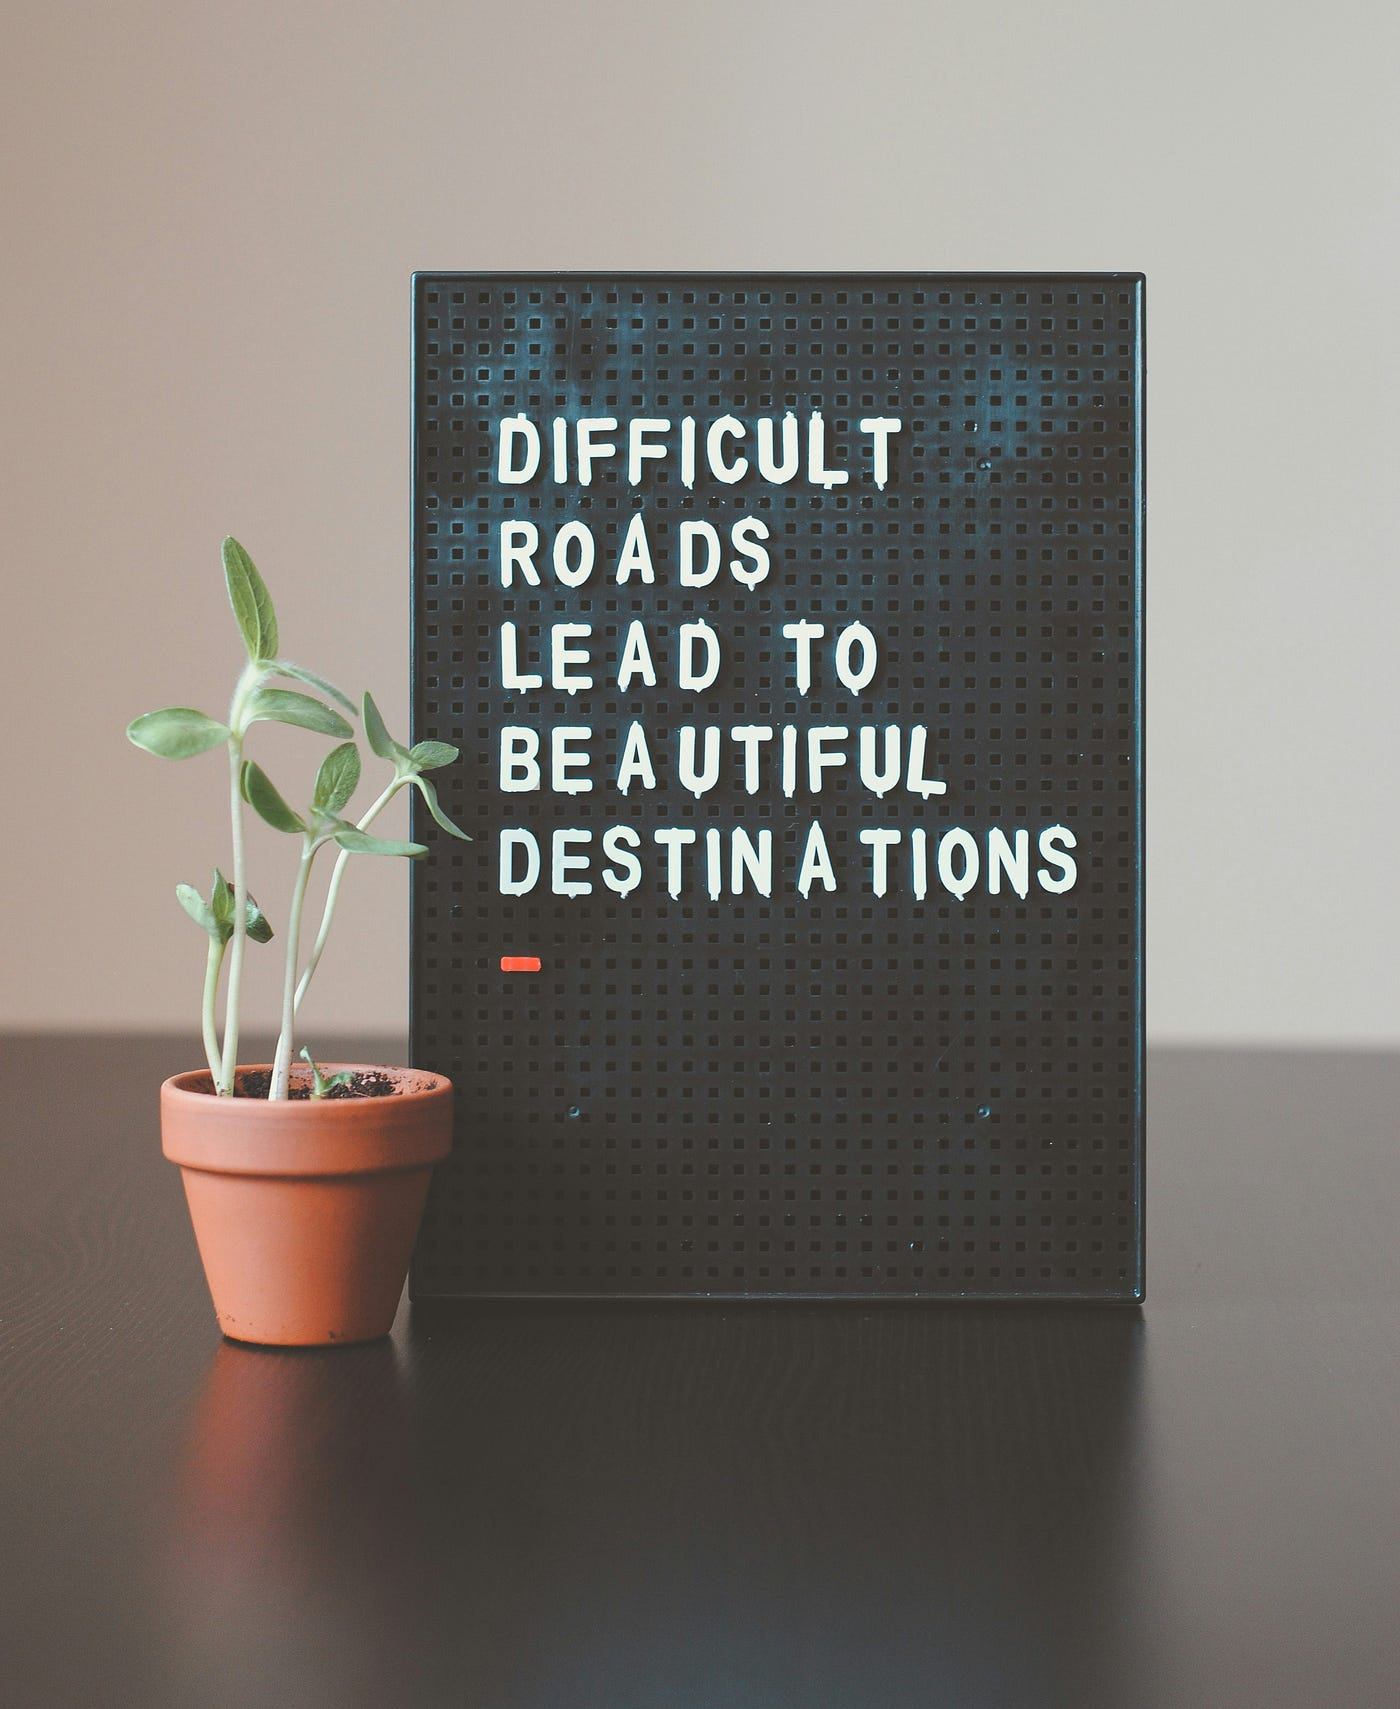 DIFFICULT
ROADS
LEAD TO
BEAUTIFUL
DESTINATIONS